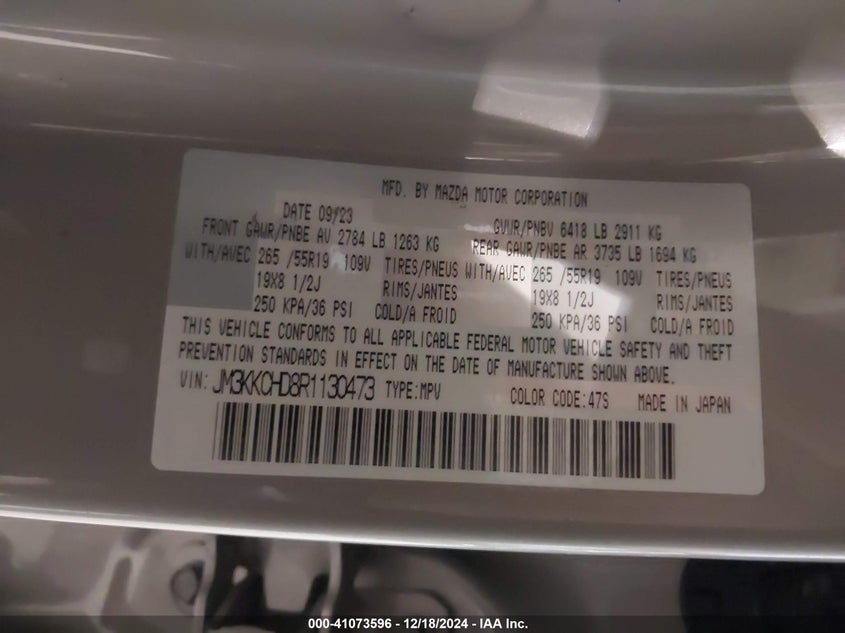 MFD. BY MAZDA MOTOR CORPORATION
DATE 09/23 GVWR/PNBV 6418 LB 2911 KG
FRONT GAWR/PNBE AV 2784 LB 1263 KG REAR GAWR/PNBE AR 3735 LB 1694 KG
WITH/AVEC 265 /55R19 109V TIRES/PNEUS WITH/AVEC 265 /55R19 109V TIRES/PNEUS
19X8 1/2J RIMS/JANTES 19X8 1/2J RIMS/JANTES
250 KPA/36 PSI COLD/A FROID 250 KPA/36 PSI COLD/A FROID
THIS VEHICLE CONFORMS TO ALL APPLICABLE FEDERAL MOTOR VEHICLE SAFETY AND THEFT
PREVENTION STANDARDS IN EFFECT ON THE DATE OF MANUFACTURE SHOWN ABOVE.
VIN: JM3KKCHD8R1130473 TYPE:MPV COLOR CODE:47S MADE IN JAPAN
000-41073596 - 12/18/2024 - IAA Inc.